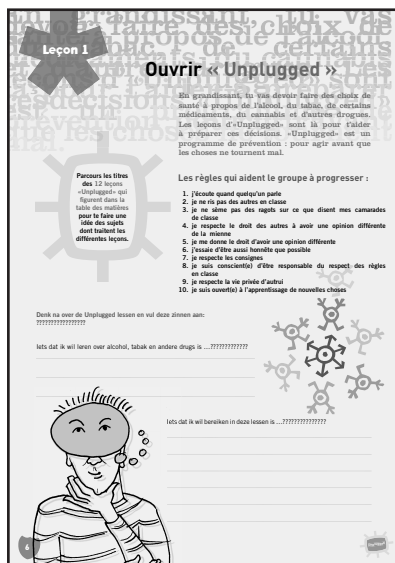 Leçon 1
Ouvrir « Unplugged »
En grandissant, tu vas devoir faire des choix de
santé à propos de l'alcool, du tabac, de certains
médicaments, du cannabis et d'autres drogues.
Les leçons d'«Unplugged» sont là pour t'aider
à préparer ces décisions. «Unplugged» est un
programme de prévention : pour agir avant que
les choses ne tournent mal.
Parcours les titres
des 12 leçons
«Unplugged» qui
figurent dans la
table des matières
pour te faire une
idée des sujets
dont traitent les
différentes leçons.
Les règles qui aident le groupe à progresser :
1. j'écoute quand quelqu'un parle
2. je ne ris pas des autres en classe
3. je ne sème pas des ragots sur ce que disent mes camarades
de classe
4. je respecte le droit des autres à avoir une opinion différente
de la mienne
5. je me donne le droit d'avoir une opinion différente
6. j'essaie d'être aussi honnête que possible
7. je respecte les consignes
8. je suis conscient(e) d'être responsable du respect des règles
en classe
9. je respecte la vie privée d'autrui
10. je suis ouvert(e) à l'apprentissage de nouvelles choses
Denk na over de Unplugged lessen en vul deze zinnen aan:
?????????????????
Iets dat ik wil leren over alcohol, tabak en andere drugs is ...?????????????
Iets dat ik wil bereiken in deze lessen is ...???????????????
6